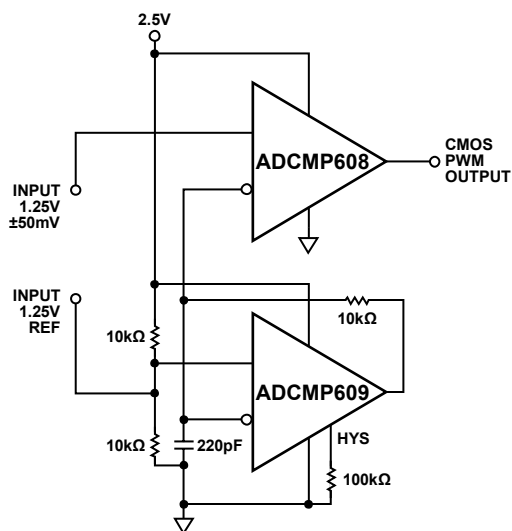 2.5V
ADCMP608
CMOS
PWM
OUTPUT
INPUT
1.25V
±50mV
INPUT
1.25V
REF
10kΩ
10kΩ
ADCMP609
10kΩ
220pF
HYS
100kΩ